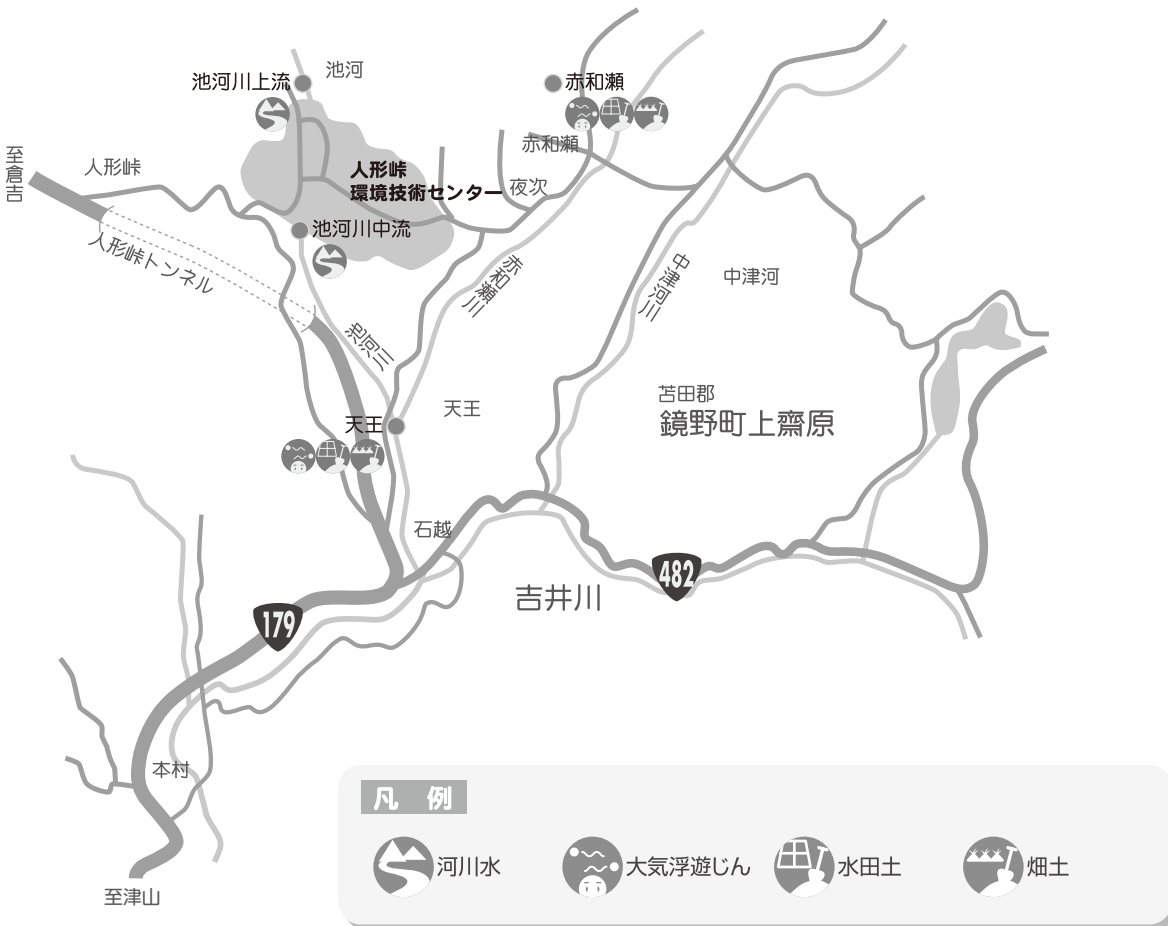 池河川上流
池河
赤和瀬
赤和瀬
至倉吉
人形峠
人形峠
環境技術センター
夜次
池河川中流
人形峠トンネル
赤和瀬川
中津河川
中津河
池河川
苫田郡
鏡野町上齋原
天王
天王
石越
482
吉井川
179
本村
至津山
凡 例
河川水
大気浮遊じん
水田土
畑土